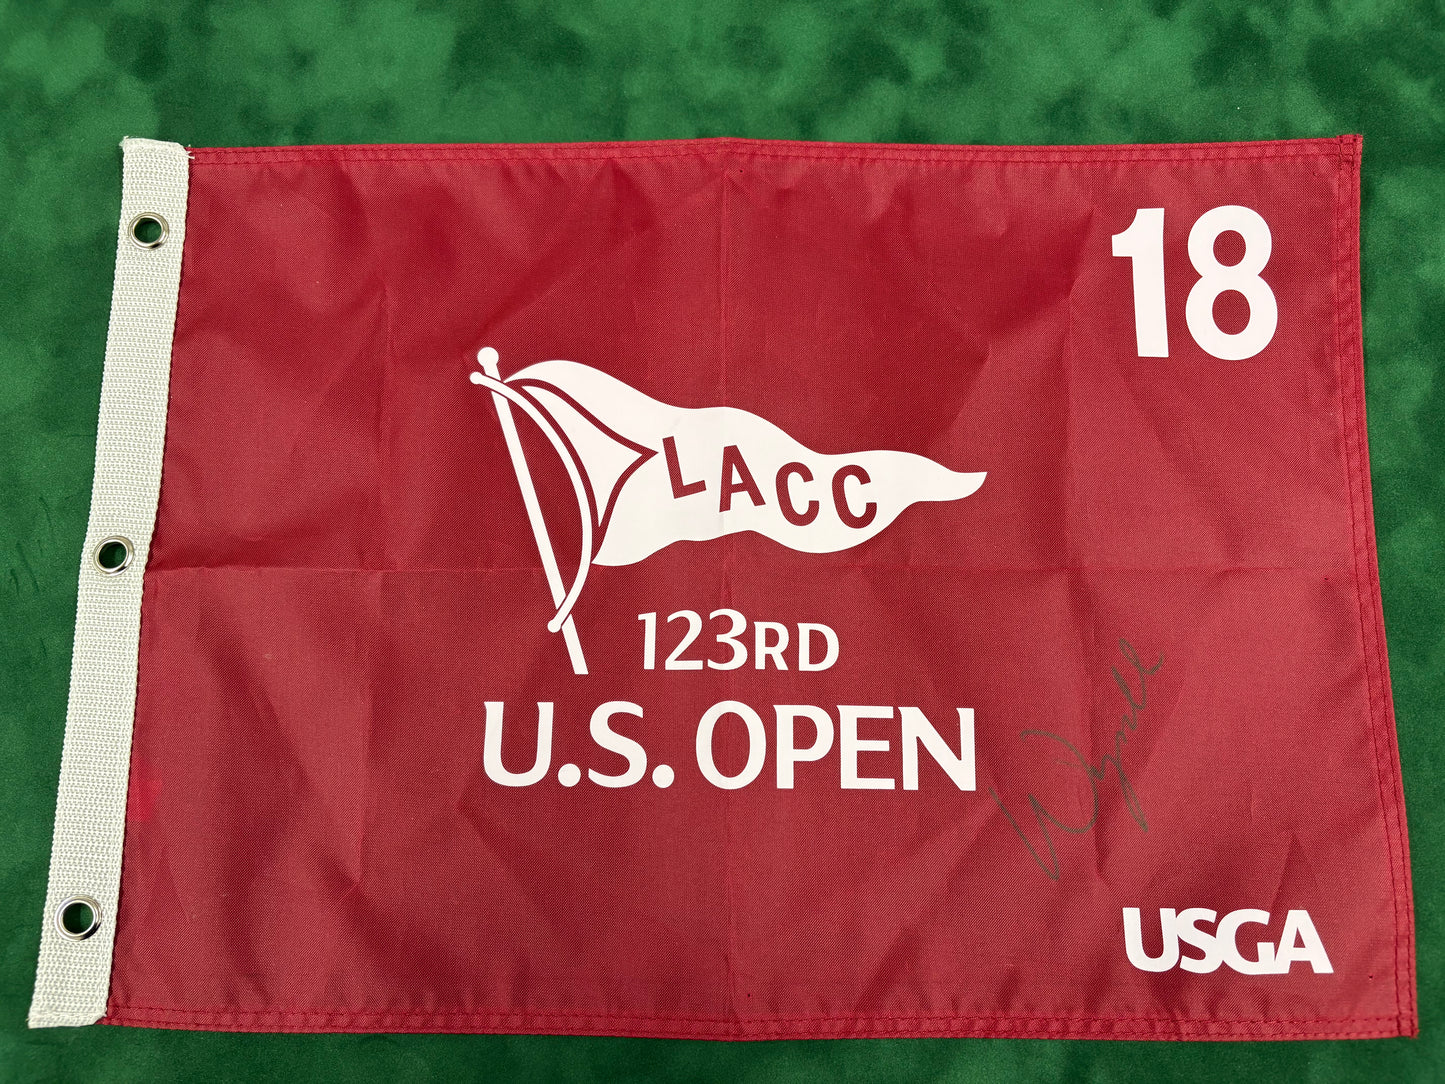 18
LACC
123RD
U.S. OPEN
USGA